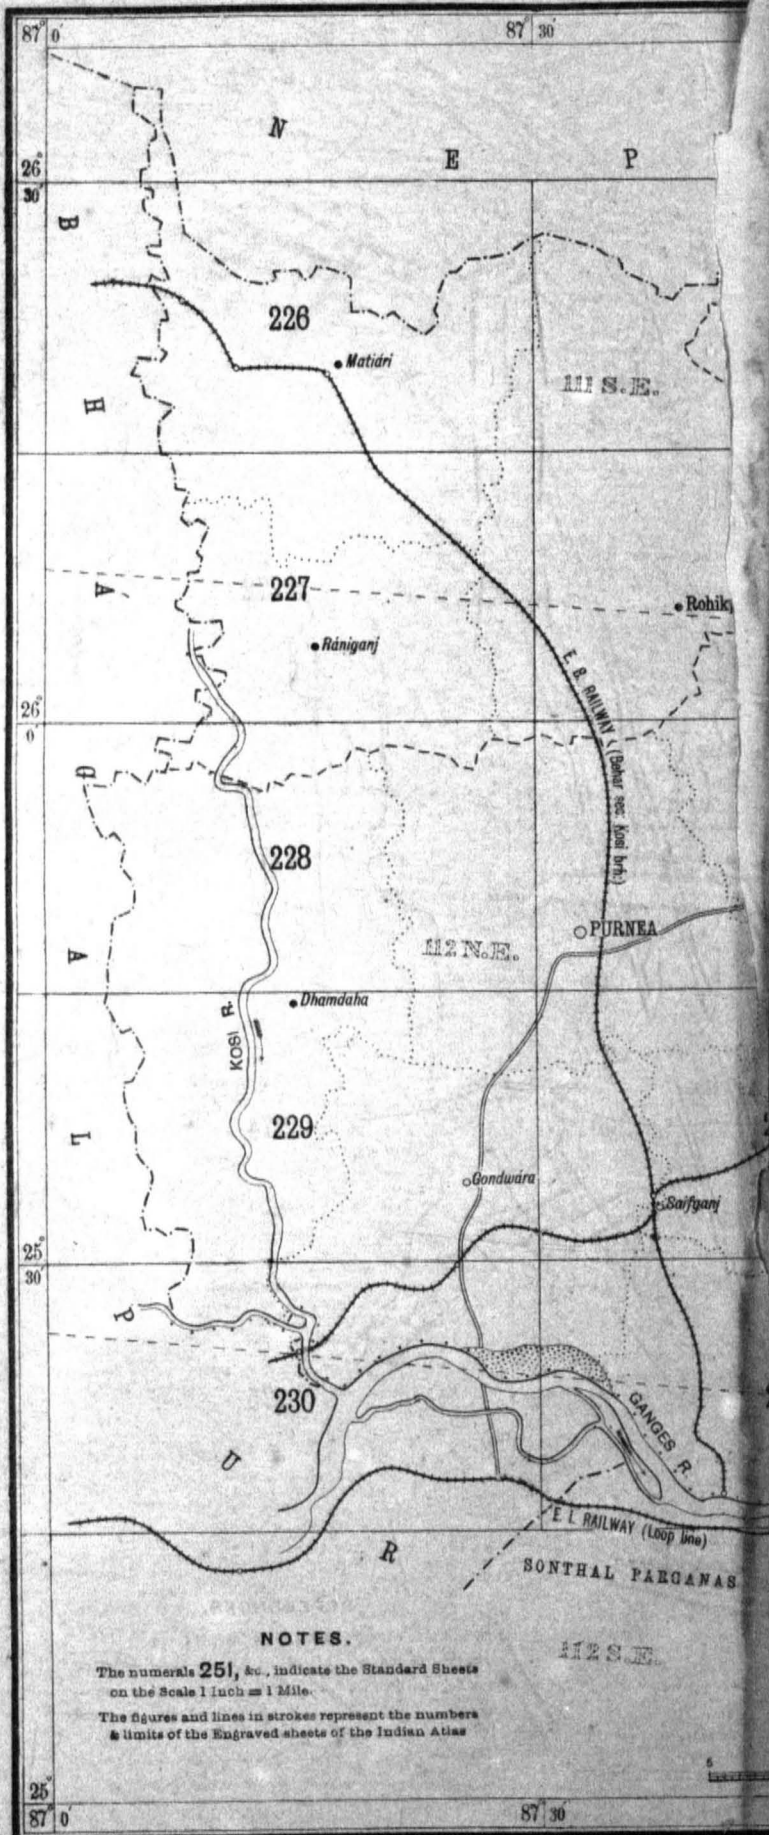 87° 0'
87° 30'
N E P
26° 30'
B H A G A L P U R
226
Matiári
111 S.E.
227
Rohik
Rániganj
26° 0'
E. B. RAILWAY (Behar sec: Kosi brh:)
228
PURNEA
112 N.E.
Dhamdaha
KOSI R.
229
Gondwára
Saifganj
25° 30'
230
GANGES R.
E. I. RAILWAY (Loop line)
SONTHAL PARGANAS
112 S.E.
NOTES.
The numerals 251, &c., indicate the Standard Sheets
on the Scale 1 Inch = 1 Mile.
The figures and lines in strokes represent the numbers
& limits of the Engraved sheets of the Indian Atlas
25°
87° 0'
87° 30'